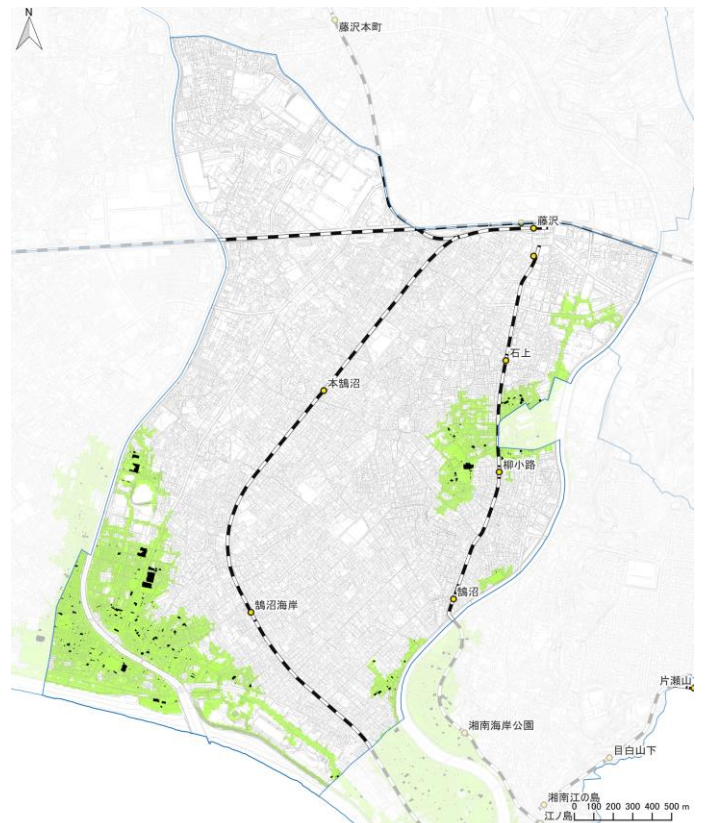 N
藤沢本町
藤沢
石上
本鵠沼
柳小路
鵠沼
鵠沼海岸
片瀬山
湘南海岸公園
目白山下
湘南江の島
江ノ島
0 100 200 300 400 500 m